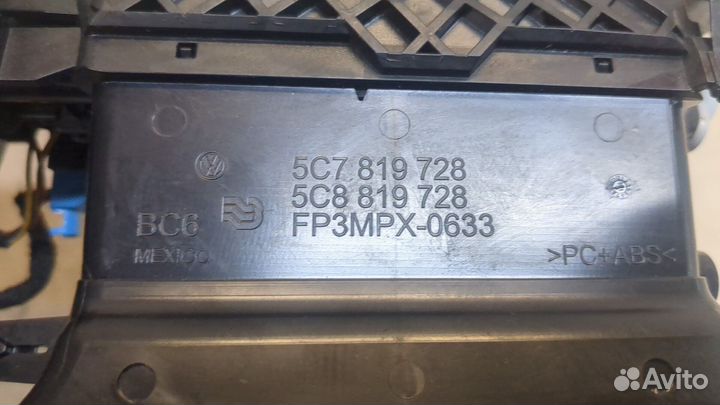 5C7 819 728
5C8 819 728
BC6 FP3MPX-0633
MEXICO >PC+ABS<
Avito